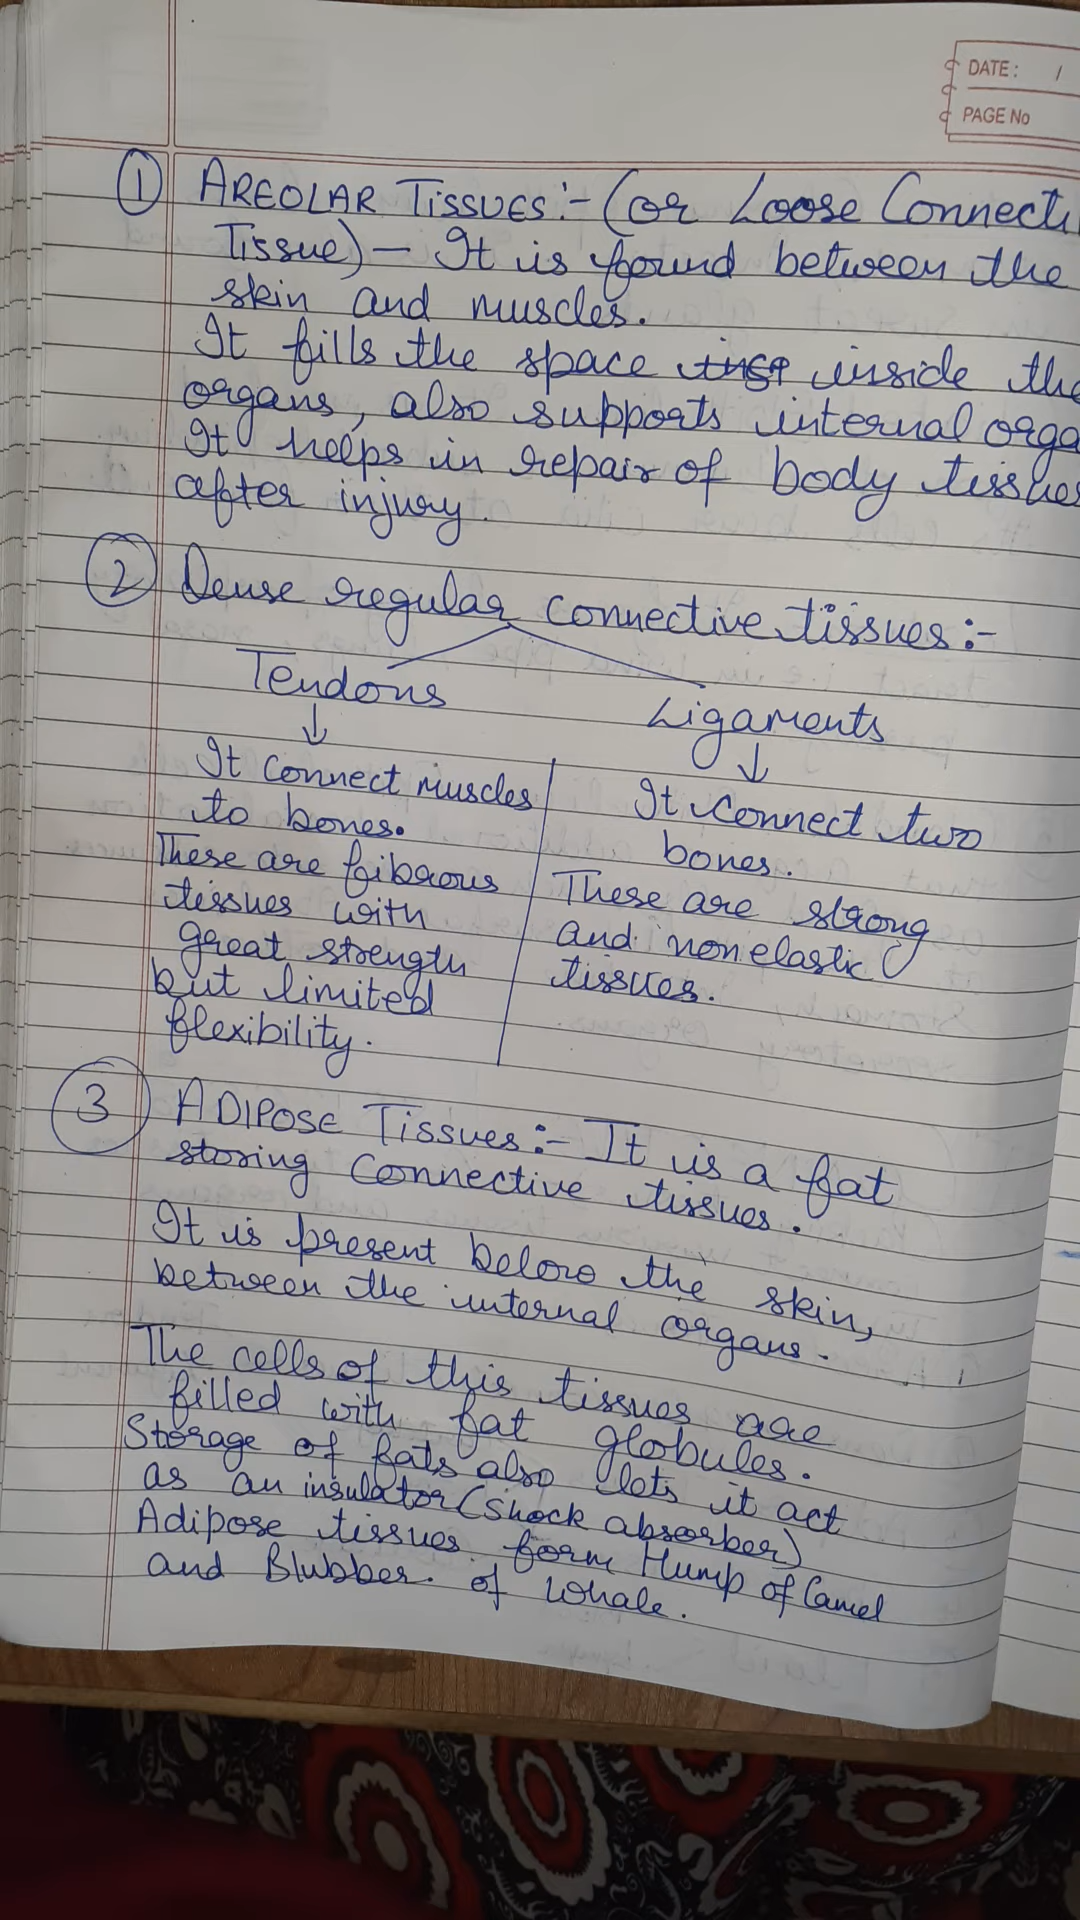 DATE: /
PAGE No
① AREOLAR TISSUES:- (or Loose Connecti
Tissue) — It is found between the
skin and muscles.
It fills the space inside the
organs, also supports internal orga
It helps in repair of body tissues
after injury.
② Dense regular connective tissues:-
Tendons
Ligaments
↓
It connect muscles
to bones.
These are fibrous
tissues with
great strength
but limited
flexibility.
↓
It connect two
bones.
These are strong
and non elastic
tissues.
③ ADIPOSE Tissues:- It is a fat
storing connective tissues.
It is present below the skin,
between the internal organs.
The cells of this tissues are
filled with fat globules.
Storage of fats also lets it act
as an insulator (shock absorber)
Adipose tissues form Hump of Camel
and Blubber. of whale.